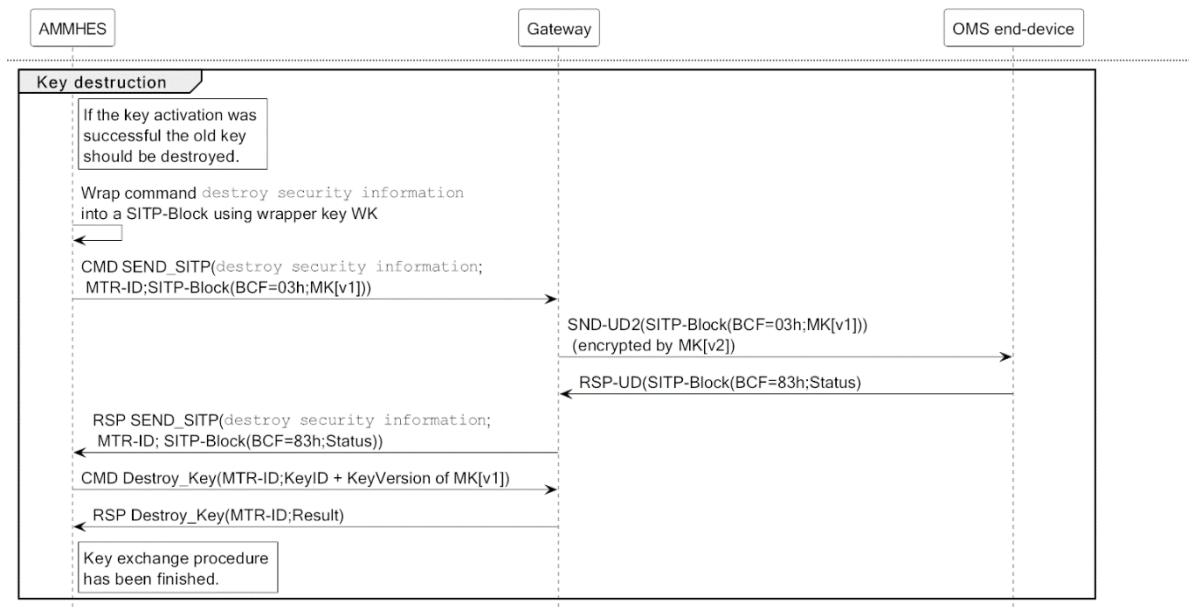 AMMHES
Gateway
OMS end-device
Key destruction
If the key activation was
successful the old key
should be destroyed.
Wrap command destroy security information
into a SITP-Block using wrapper key WK
CMD SEND_SITP(destroy security information;
MTR-ID;SITP-Block(BCF=03h;MK[v1]))
SND-UD2(SITP-Block(BCF=03h;MK[v1]))
(encrypted by MK[v2])
RSP-UD(SITP-Block(BCF=83h;Status)
RSP SEND_SITP(destroy security information;
MTR-ID; SITP-Block(BCF=83h;Status))
CMD Destroy_Key(MTR-ID;KeyID + KeyVersion of MK[v1])
RSP Destroy_Key(MTR-ID;Result)
Key exchange procedure
has been finished.